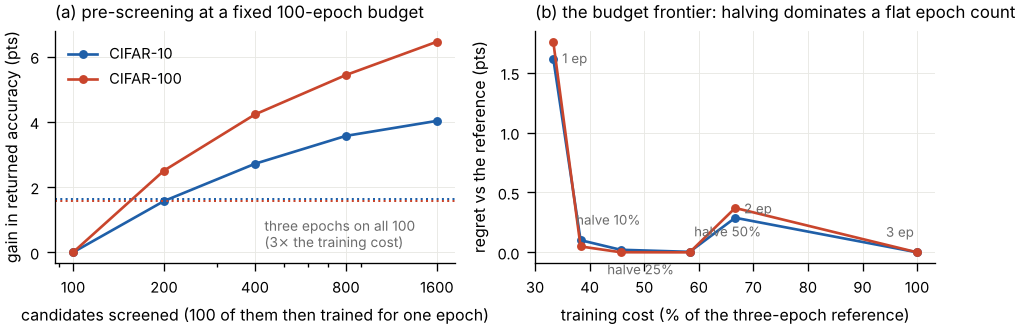 (a) pre-screening at a fixed 100-epoch budget
gain in returned accuracy (pts)
6
4
2
0
CIFAR-10
CIFAR-100
three epochs on all 100
(3× the training cost)
100
200
400
800
1600
candidates screened (100 of them then trained for one epoch)
(b) the budget frontier: halving dominates a flat epoch count
regret vs the reference (pts)
1.5
1.0
0.5
0.0
1 ep
halve 10%
halve 25%
halve 50%
2 ep
3 ep
30
40
50
60
70
80
90
100
training cost (% of the three-epoch reference)